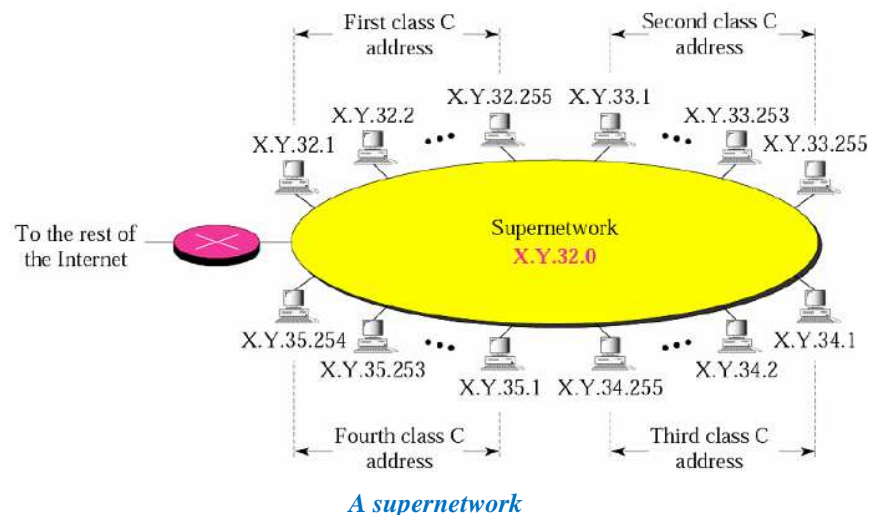 First class C
address
Second class C
address
X.Y.32.255 X.Y.33.1
X.Y.32.2
X.Y.33.253
X.Y.32.1
X.Y.33.255
To the rest of
the Internet
Supernetwork
X.Y.32.0
X.Y.35.254
X.Y.34.1
X.Y.35.253
X.Y.34.2
X.Y.35.1 X.Y.34.255
Fourth class C
address
Third class C
address
A supernetwork